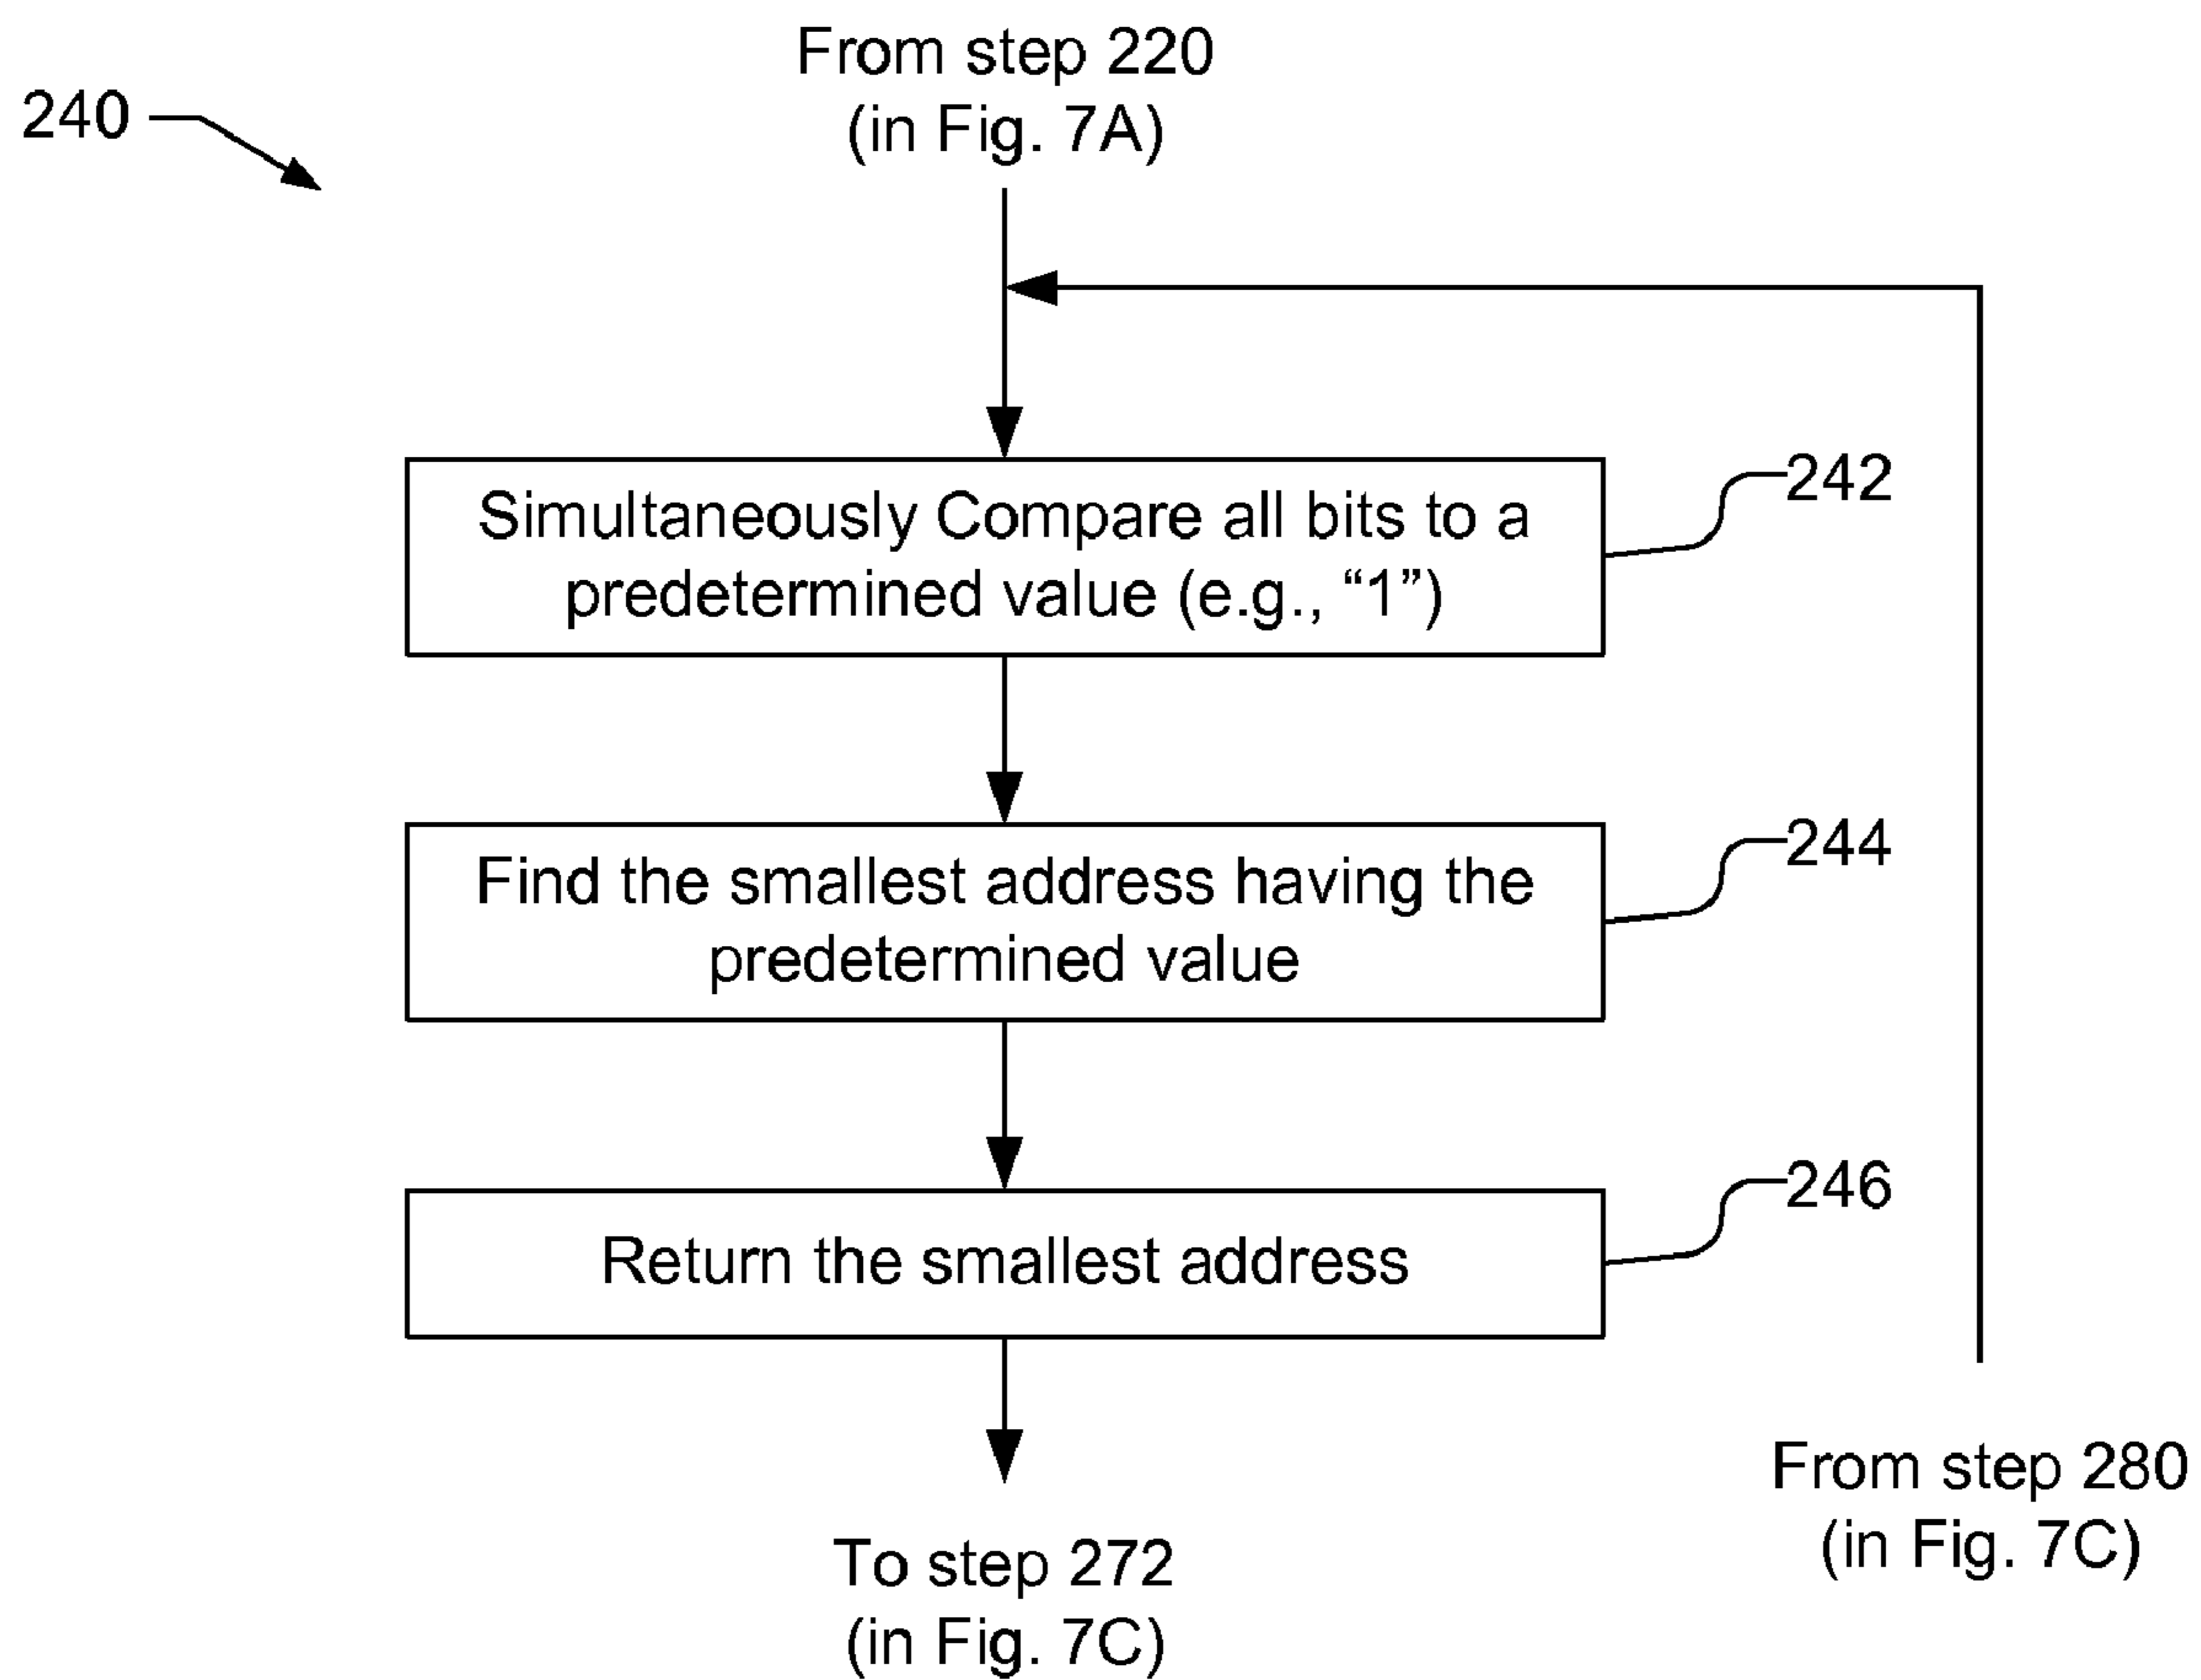 From step 220
(in Fig. 7A)
240
Simultaneously Compare all bits to a
predetermined value (e.g., “1”)
242
Find the smallest address having the
predetermined value
244
Return the smallest address
246
From step 280
(in Fig. 7C)
To step 272
(in Fig. 7C)